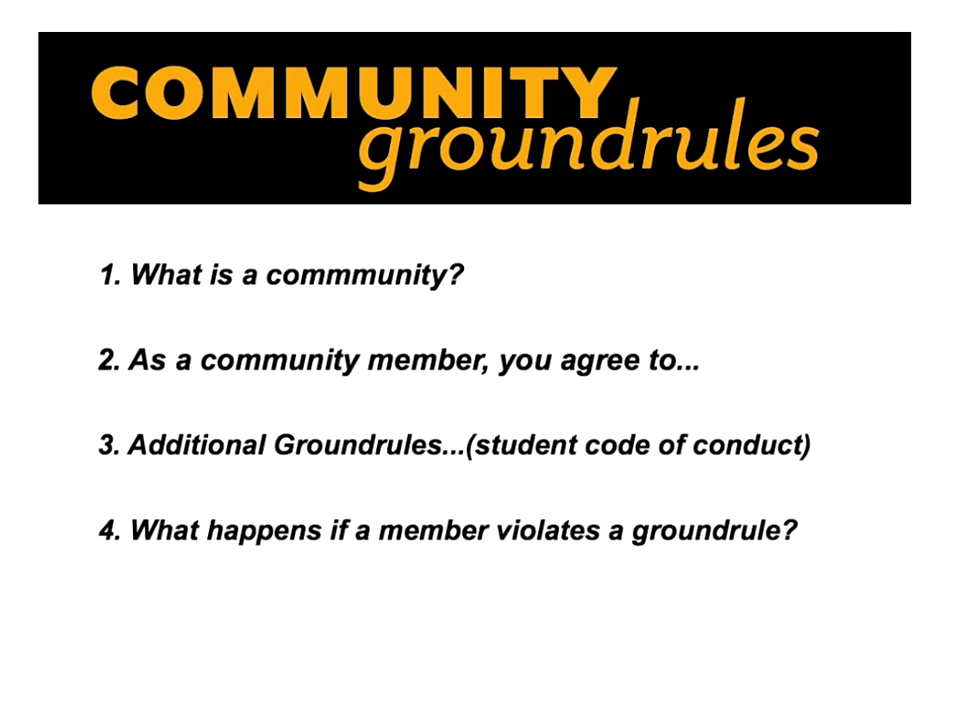 COMMUNITY
groundrules
1. What is a commmunity?
2. As a community member, you agree to...
3. Additional Groundrules...(student code of conduct)
4. What happens if a member violates a groundrule?